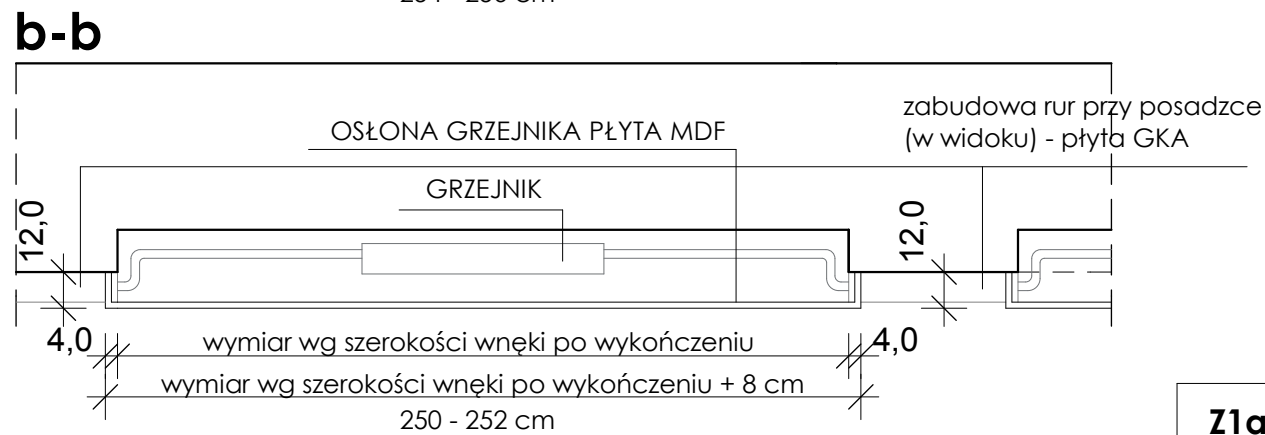 b-b
zabudowa rur przy posadzce
(w widoku) - płyta GKA
OSŁONA GRZEJNIKA PŁYTA MDF
GRZEJNIK
12,0
12,0
4,0
wymiar wg szerokości wnęki po wykończeniu
4,0
wymiar wg szerokości wnęki po wykończeniu + 8 cm
250 - 252 cm
Z1a